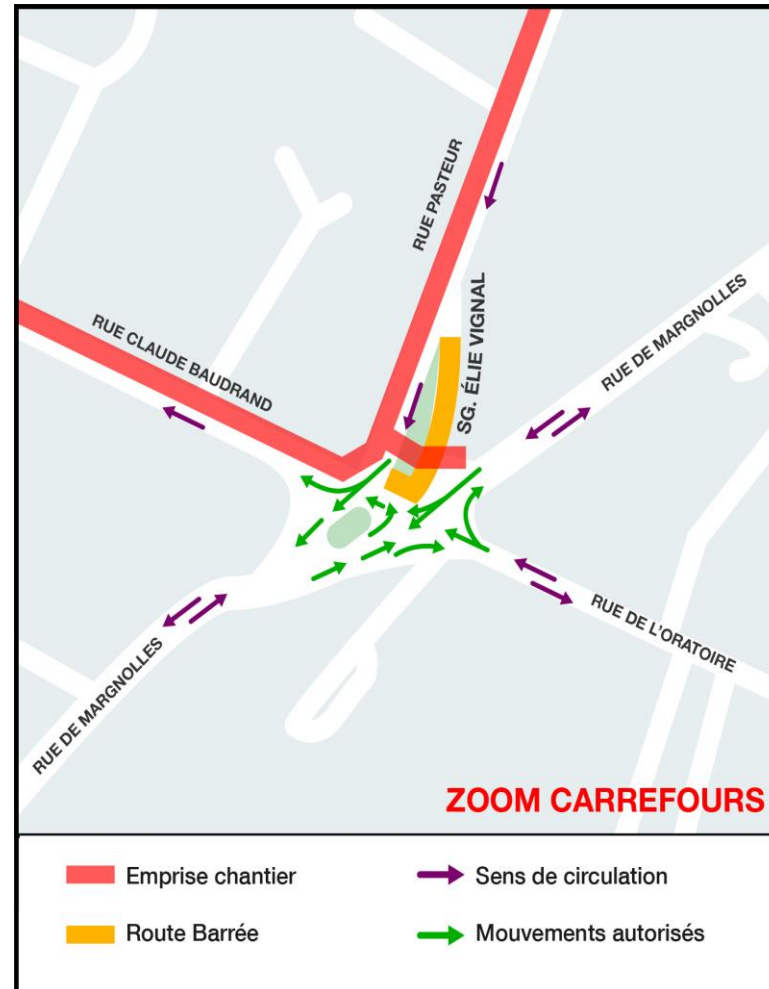 RUE PASTEUR
SG. ÉLIE VIGNAL
RUE DE MARGNOLLES
RUE CLAUDE BAUDRAND
RUE DE L'ORATOIRE
RUE DE MARGNOLLES
ZOOM CARREFOURS
Emprise chantier
Sens de circulation
Route Barrée
Mouvements autorisés